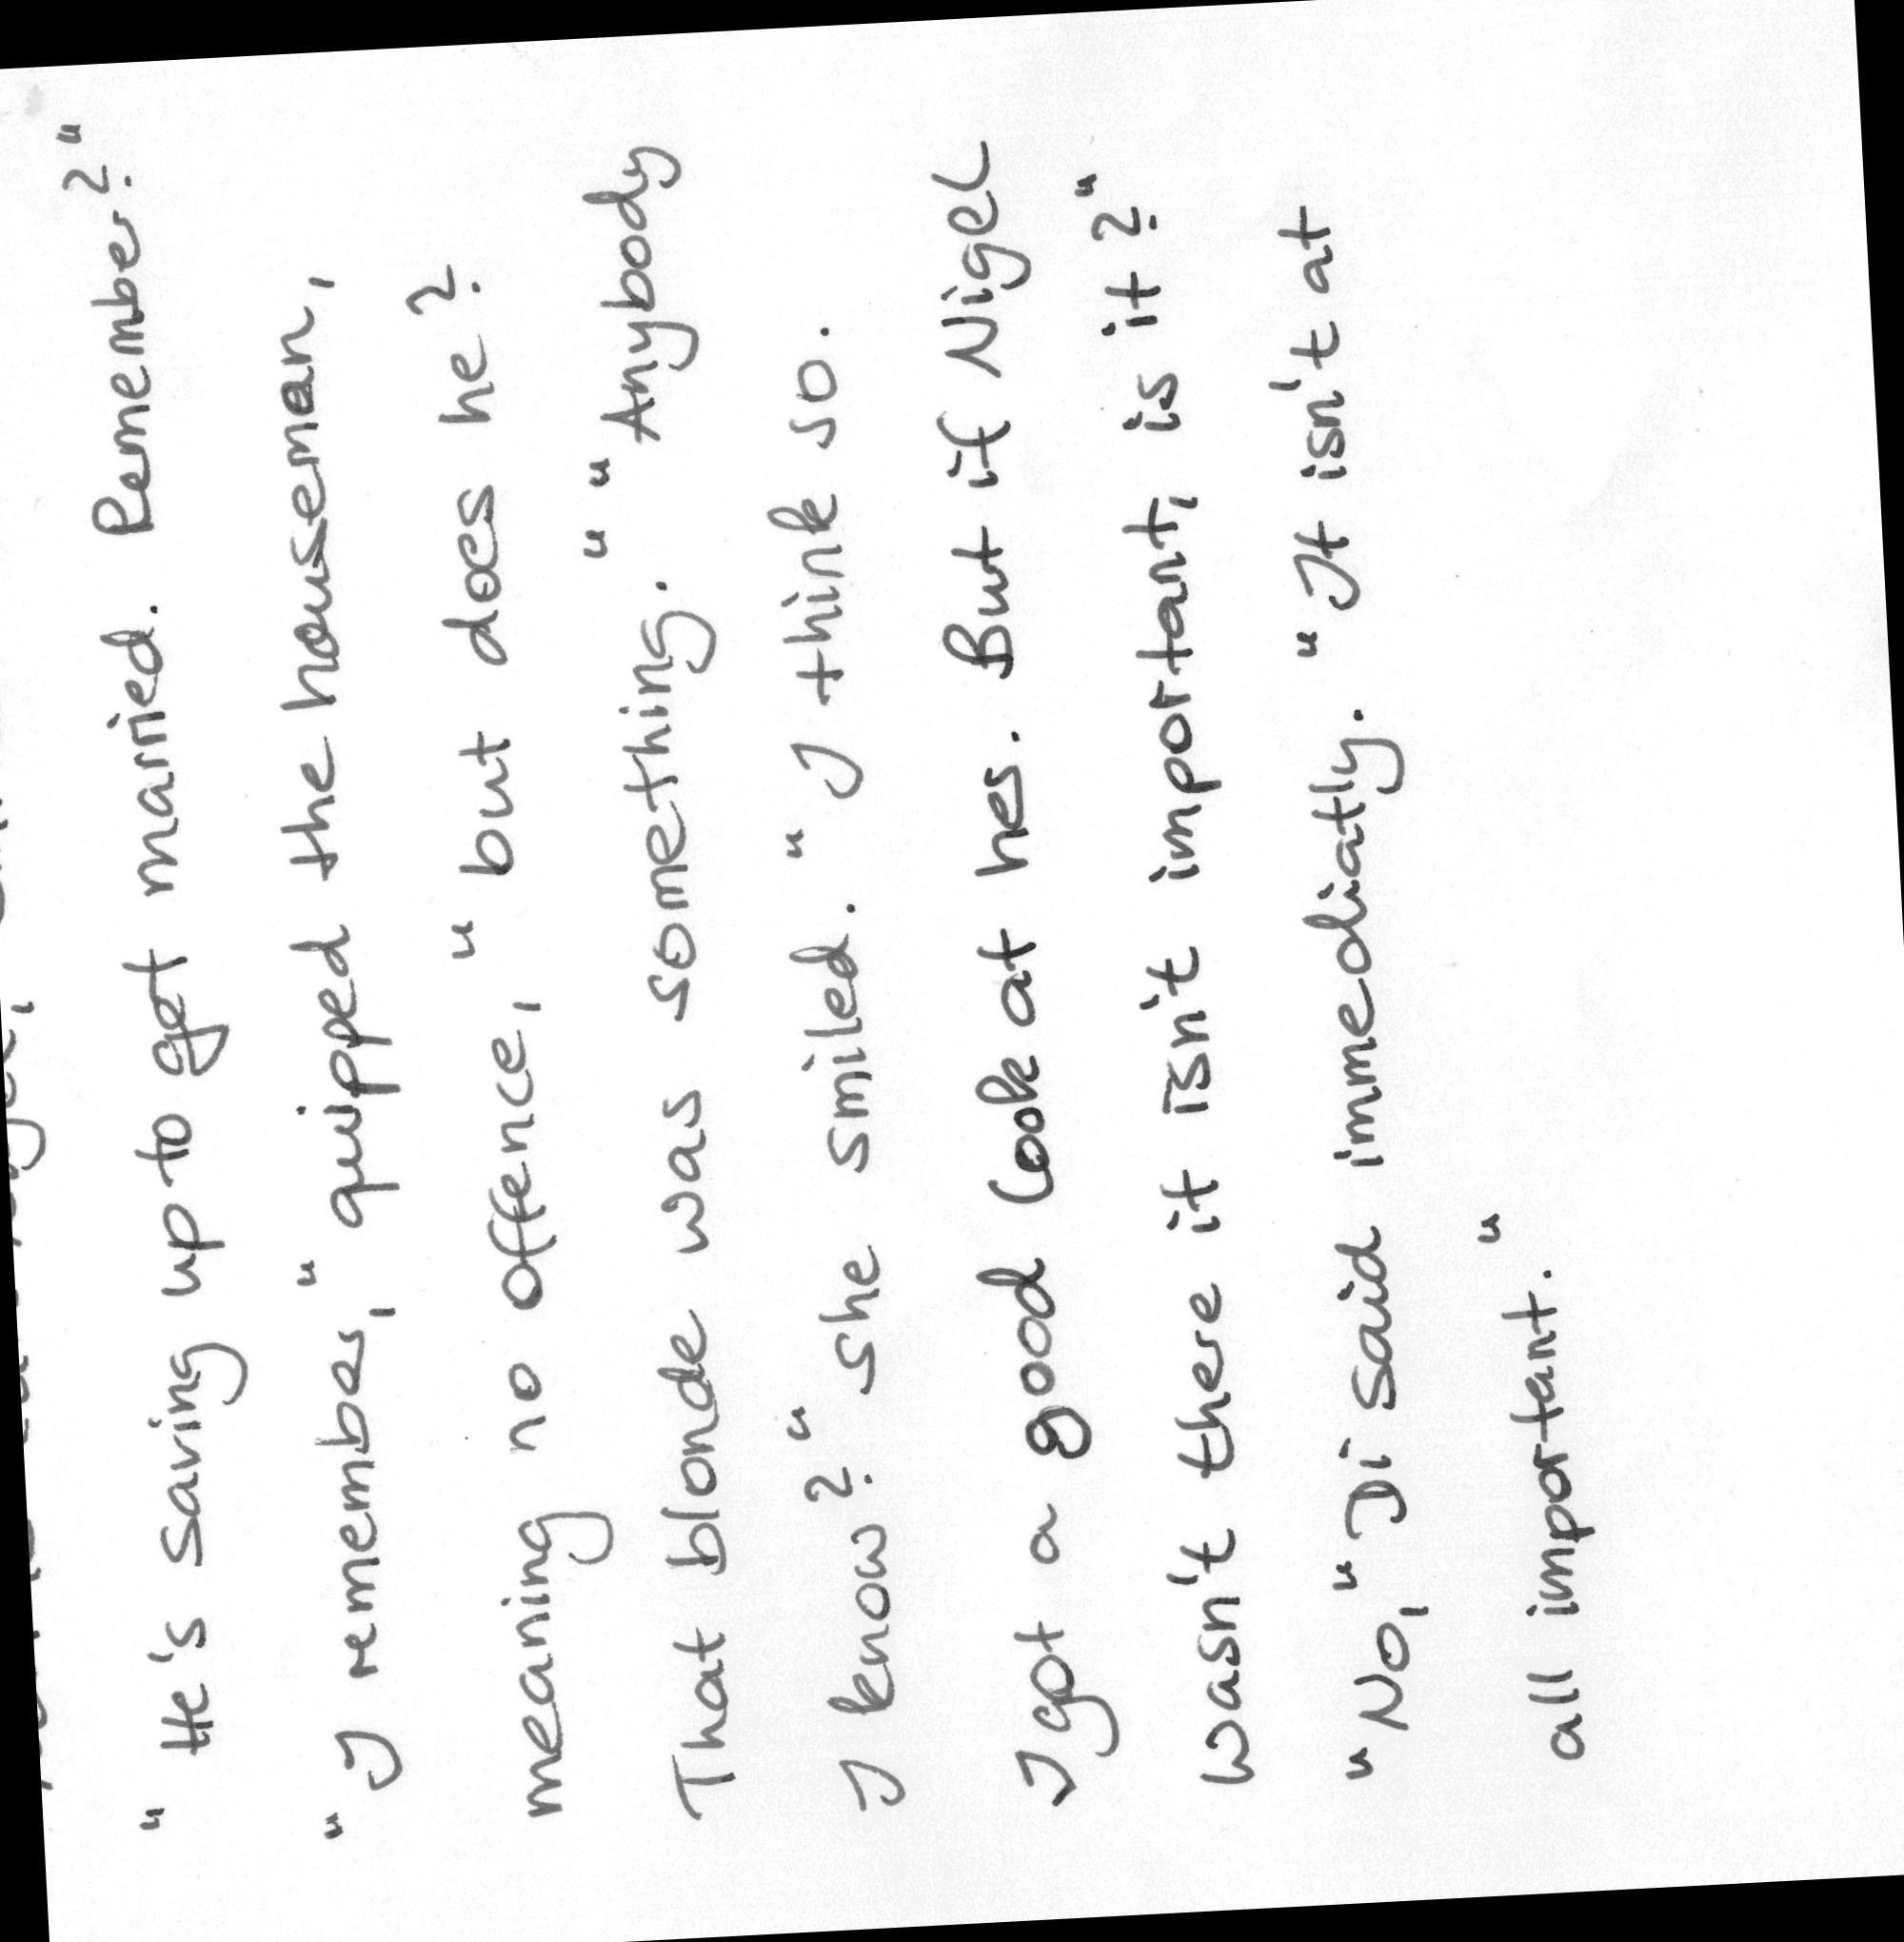 "He's saving up to get married. Remember?"
"I remember," quipped the houseman,
meaning no offence, "but does he?
That blonde was something." "Anybody
I know?" she smiled. "I think so.
I got a good look at her. But if Nigel
wasn't there it isn't important, is it?"
"No," Di said immediatly. "It isn't at
all important."